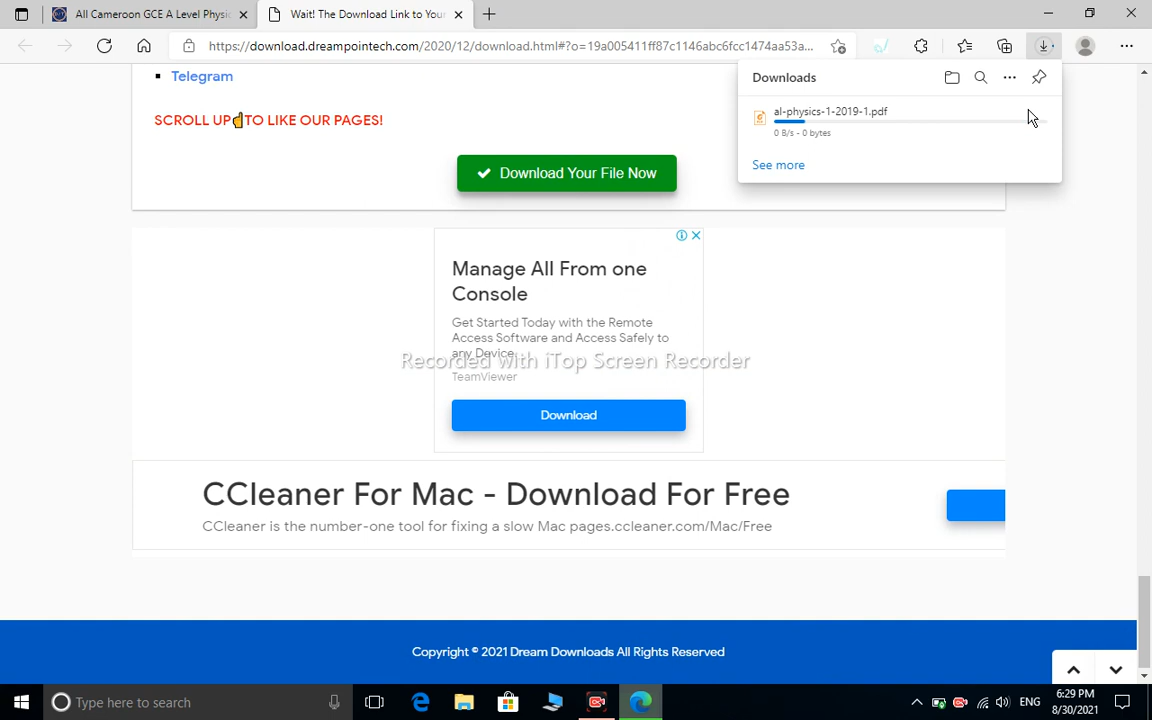 All Cameroon GCE A Level Physic
Wait! The Download Link to Your
https://download.dreampointech.com/2020/12/download.html#?o=19a005411ff87c1146abc6fcc1474aa53a...
Telegram
SCROLL UP☝TO LIKE OUR PAGES!
Download Your File Now
Downloads
al-physics-1-2019-1.pdf
0 B/s - 0 bytes
See more
Manage All From one
Console
Get Started Today with the Remote
Access Software and Access Safely to
any Device.
Recorded with iTop Screen Recorder
TeamViewer
Download
CCleaner For Mac - Download For Free
CCleaner is the number-one tool for fixing a slow Mac pages.ccleaner.com/Mac/Free
Copyright © 2021 Dream Downloads All Rights Reserved
Type here to search
ENG
6:29 PM
8/30/2021